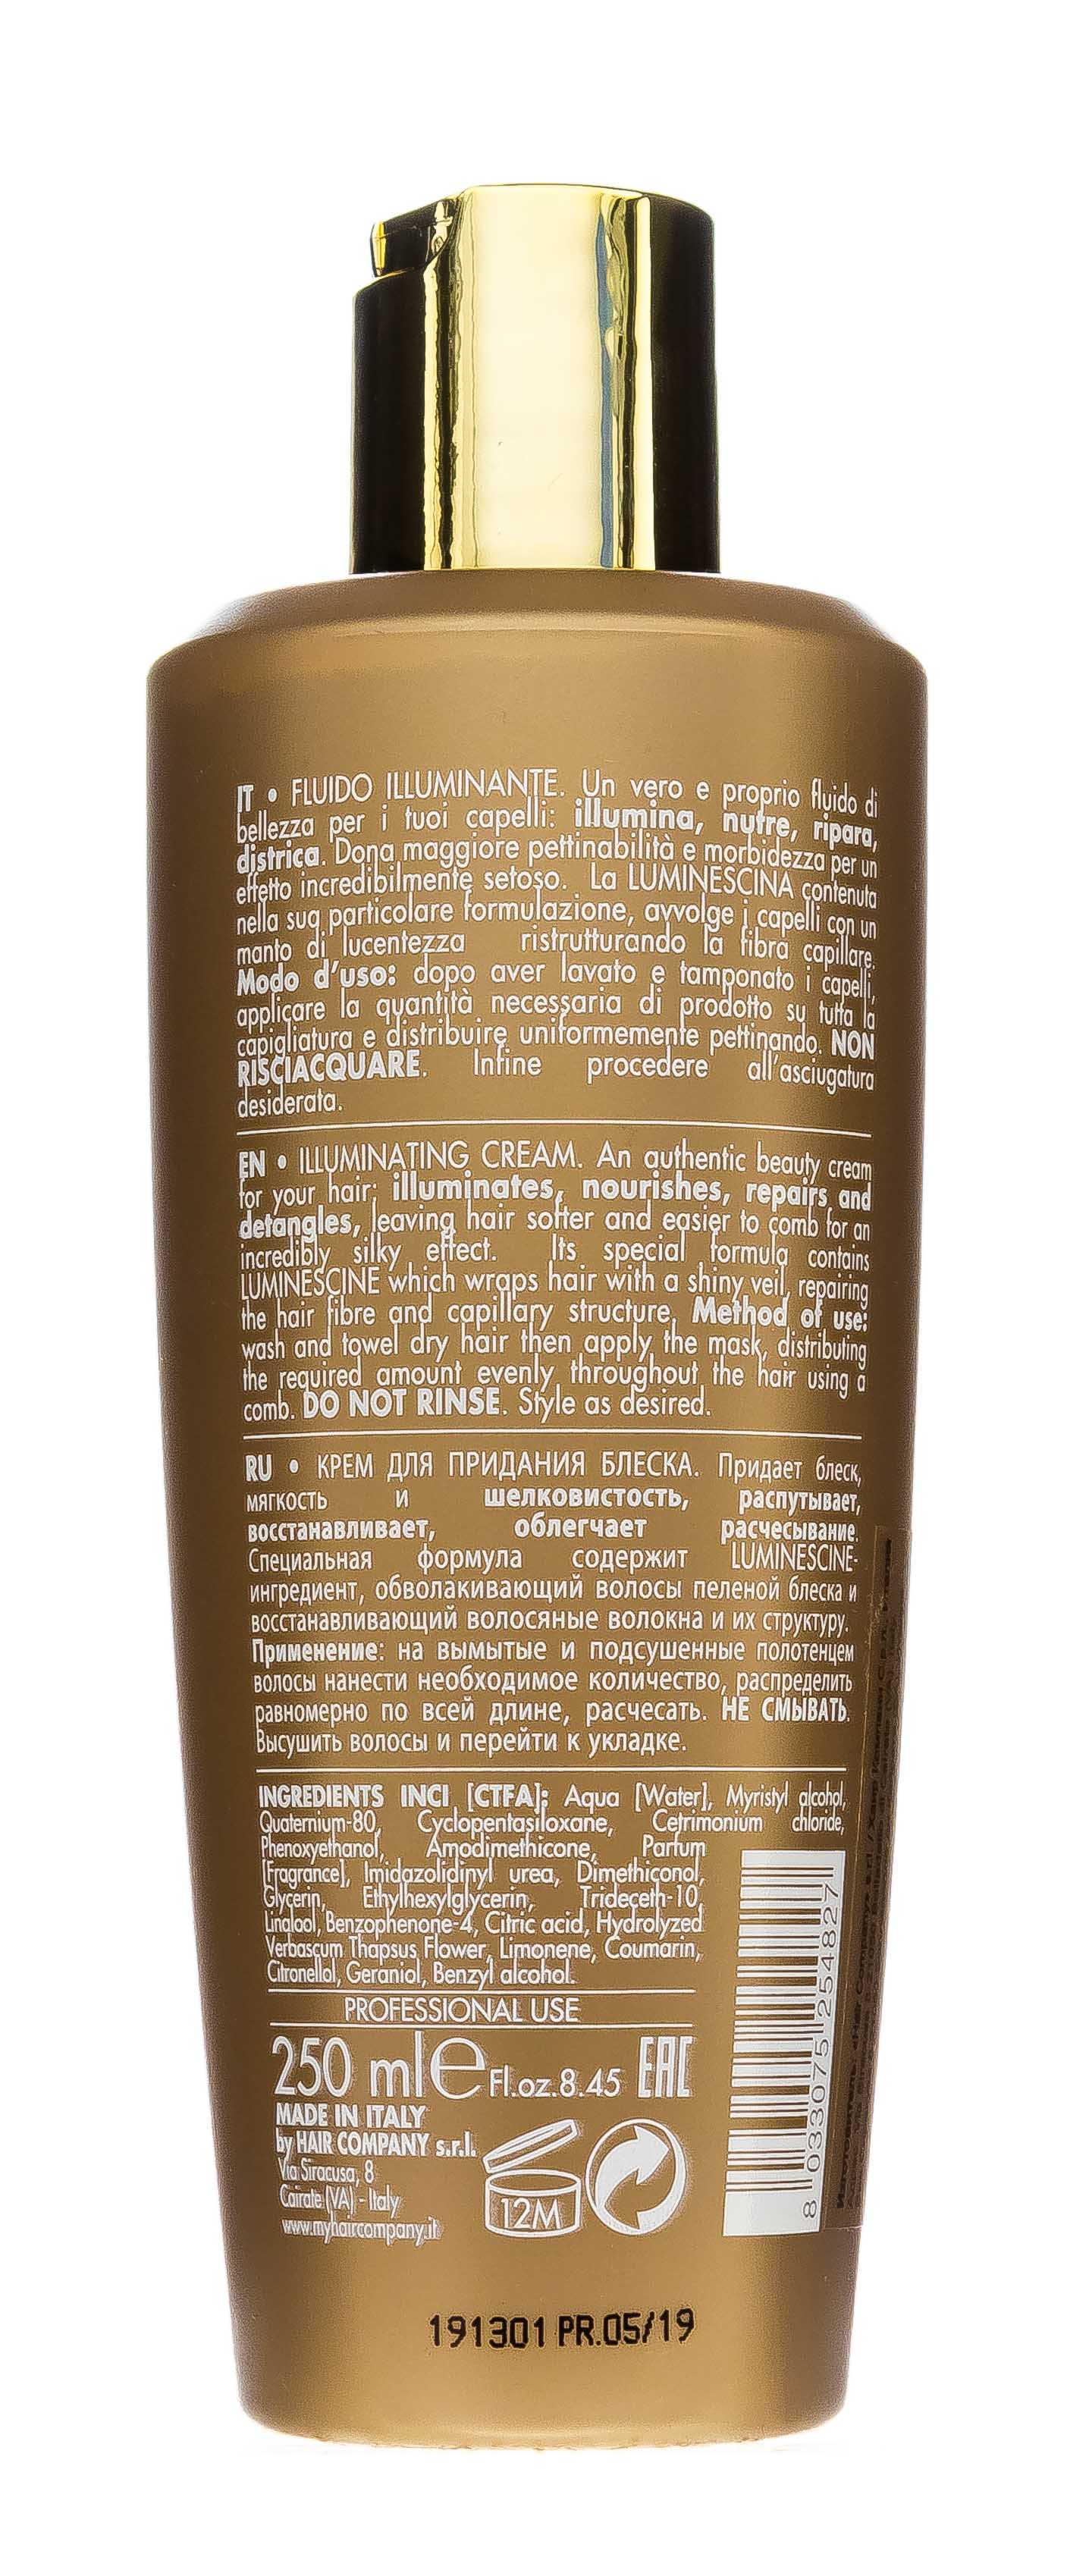 IT • FLUIDO ILLUMINANTE. Un vero e proprio fluido di
bellezza per i tuoi capelli: illumina, nutre, ripara,
districa. Dona maggiore pettinabilità e morbidezza per un
effetto incredibilmente setoso. La LUMINESCINA contenuta
nella sua particolare formulazione, avvolge i capelli con un
manto di lucentezza ristrutturando la fibra capillare.
Modo d'uso: dopo aver lavato e tamponato i capelli,
applicare la quantità necessaria di prodotto su tutta la
capigliatura e distribuire uniformemente pettinando. NON
RISCIACQUARE. Infine procedere all'asciugatura
desiderata.
EN • ILLUMINATING CREAM. An authentic beauty cream
for your hair; illuminates, nourishes, repairs and
detangles, leaving hair softer and easier to comb for an
incredibly silky effect. Its special formula contains
LUMINESCINE which wraps hair with a shiny veil, repairing
the hair fibre and capillary structure. Method of use:
wash and towel dry hair then apply the mask, distributing
the required amount evenly throughout the hair using a
comb. DO NOT RINSE. Style as desired.
RU • КРЕМ ДЛЯ ПРИДАНИЯ БЛЕСКА. Придает блеск,
мягкость и шелковистость, распутывает,
восстанавливает, облегчает расчесывание.
Специальная формула содержит LUMINESCINE-
ингредиент, обволакивающий волосы пеленой блеска и
восстанавливающий волосяные волокна и их структуру.
Применение: на вымытые и подсушенные полотенцем
волосы нанести необходимое количество, распределить
равномерно по всей длине, расчесать. НЕ СМЫВАТЬ.
Высушить волосы и перейти к укладке.
INGREDIENTS INCI [CTFA]: Aqua [Water], Myristyl alcohol,
Quaternium-80, Cyclopentasiloxane, Cetrimonium chloride,
Phenoxyethanol, Amodimethicone, Parfum
[Fragrance], Imidazolidinyl urea, Dimethiconol,
Glycerin, Ethylhexylglycerin, Trideceth-10,
Linalool, Benzophenone-4, Citric acid, Hydrolyzed
Verbascum Thapsus Flower, Limonene, Coumarin,
Citronellol, Geraniol, Benzyl alcohol.
PROFESSIONAL USE
250 ml e Fl.oz.8.45 EAC
MADE IN ITALY
by HAIR COMPANY s.r.l.
Via Siracusa, 8
Cairate (VA) - Italy
www.myhaircompany.it
12M
8 033075 254827
191301 PR.05/19